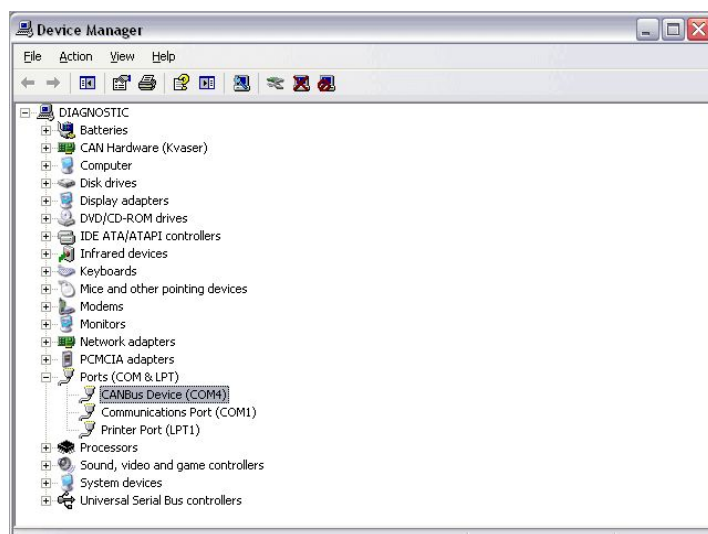 Device Manager
File Action View Help
DIAGNOSTIC
Batteries
CAN Hardware (Kvaser)
Computer
Disk drives
Display adapters
DVD/CD-ROM drives
IDE ATA/ATAPI controllers
Infrared devices
Keyboards
Mice and other pointing devices
Modems
Monitors
Network adapters
PCMCIA adapters
Ports (COM & LPT)
CANBus Device (COM4)
Communications Port (COM1)
Printer Port (LPT1)
Processors
Sound, video and game controllers
System devices
Universal Serial Bus controllers